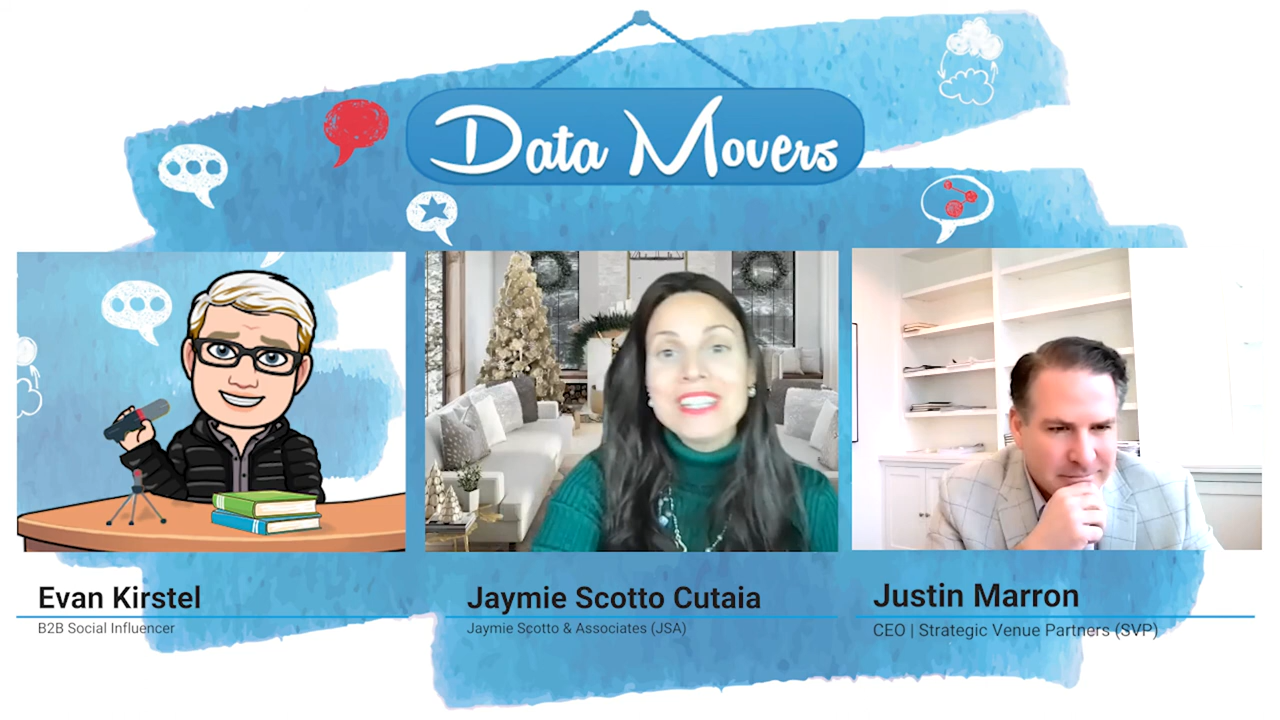 Data Movers
Evan Kirstel
B2B Social Influencer
Jaymie Scotto Cutaia
Jaymie Scotto & Associates (JSA)
Justin Marron
CEO | Strategic Venue Partners (SVP)